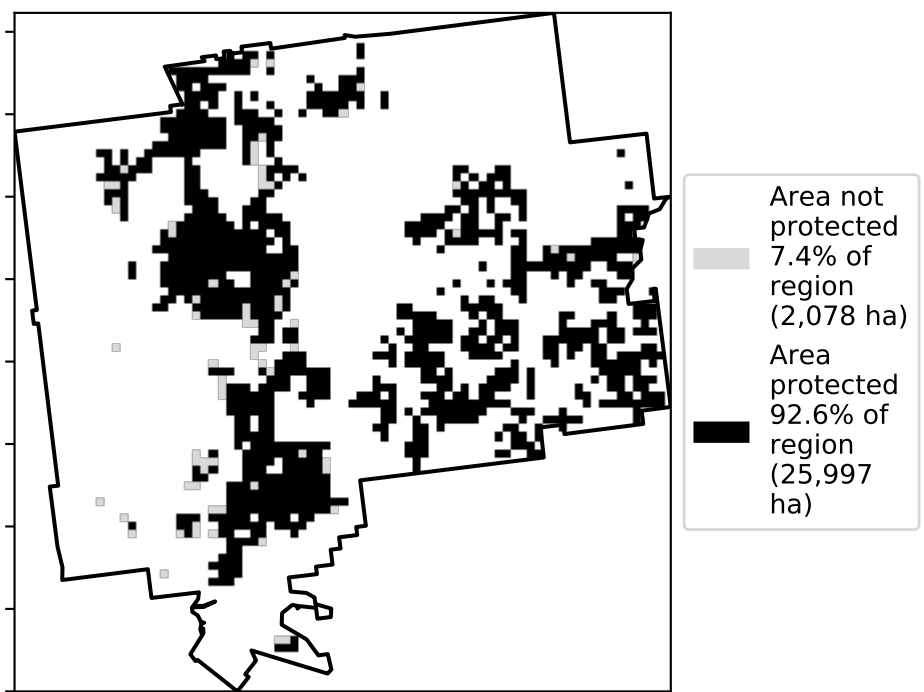 Area not
protected
7.4% of
region
(2,078 ha)
Area
protected
92.6% of
region
(25,997
ha)